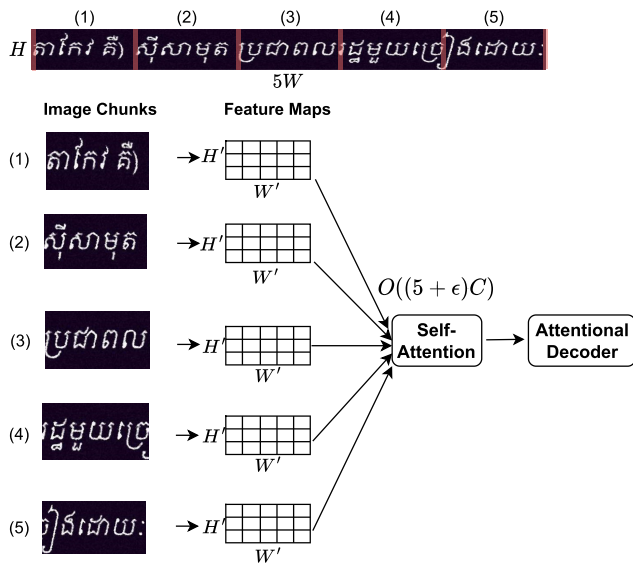 (1) (2) (3) (4) (5)
H តាកែវ គឺ) ស៊ីសាមុត ប្រជាពលរដ្ឋមួយច្រៀងដោយៈ
5W
Image Chunks Feature Maps
(1) តាកែវ គឺ) H′
W′
(2) ស៊ីសាមុត H′
W′
O((5 + ϵ)C)
(3) ប្រជាពល H′ Self-Attention Attentional Decoder
W′
(4) រដ្ឋមួយច្រៀ H′
W′
(5) ៀងដោយៈ H′
W′